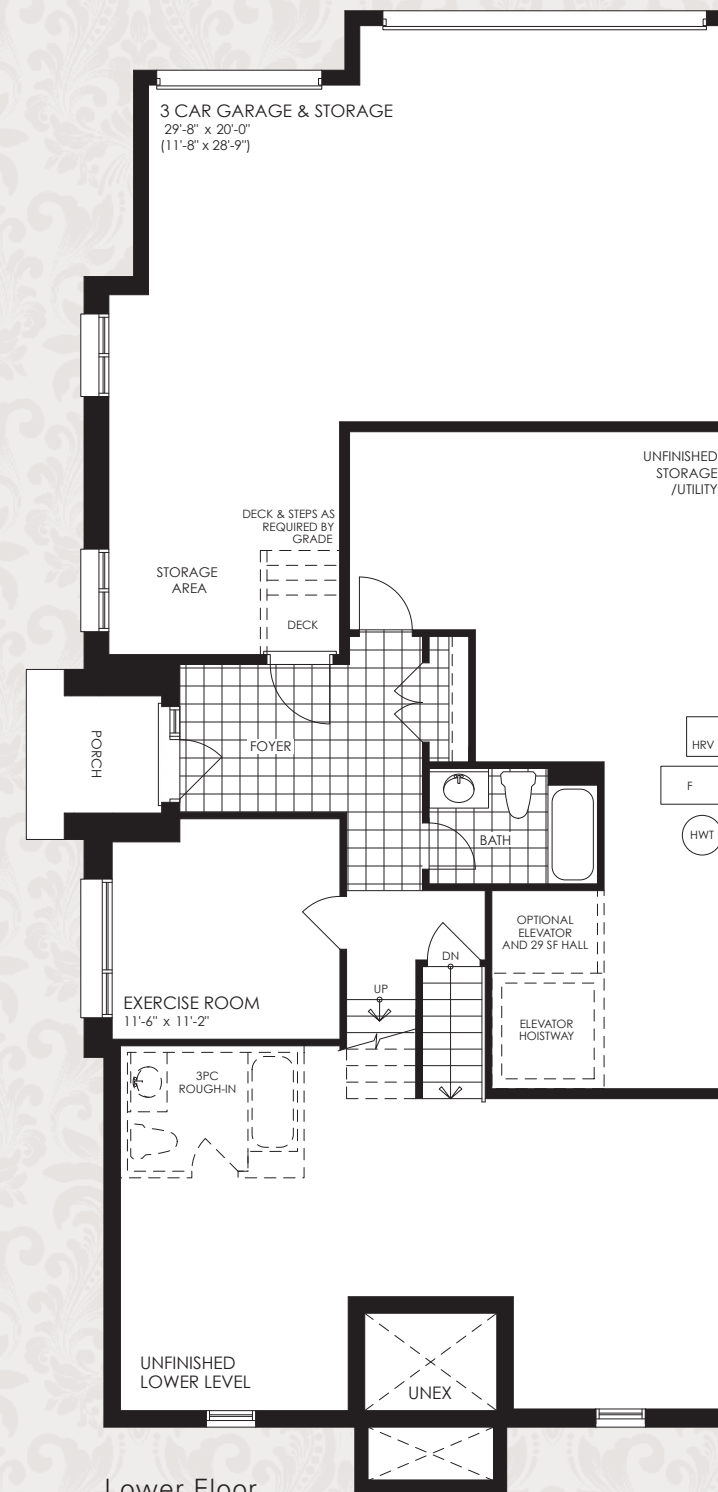 3 CAR GARAGE & STORAGE
29'-8" x 20'-0"
(11'-8" x 28'-9")
UNFINISHED
STORAGE
/UTILITY
DECK & STEPS AS
REQUIRED BY
GRADE
STORAGE
AREA
DECK
PORCH
FOYER
HRV
F
HWT
BATH
OPTIONAL
ELEVATOR
AND 29 SF HALL
DN
UP
EXERCISE ROOM
11'-6" x 11'-2"
ELEVATOR
HOISTWAY
3PC
ROUGH-IN
UNFINISHED
LOWER LEVEL
UNEX
Lower Floor